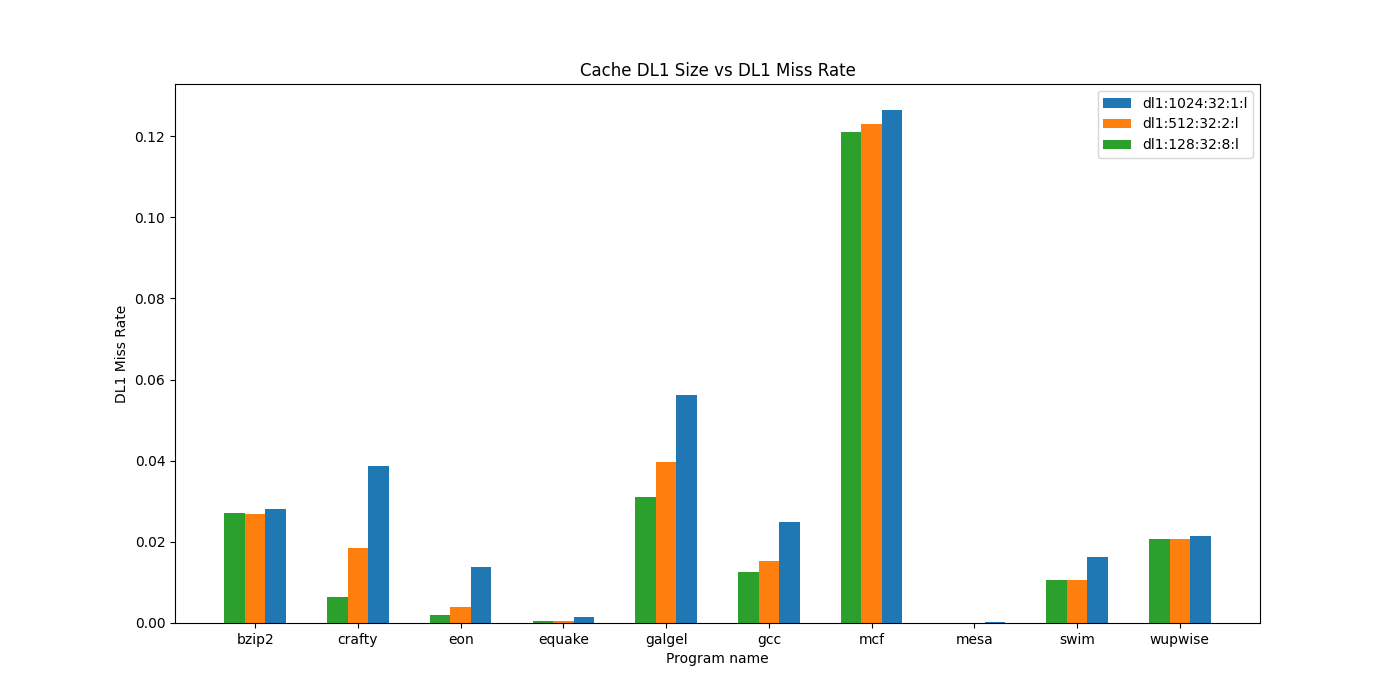 Cache DL1 Size vs DL1 Miss Rate
dl1:1024:32:1:l
dl1:512:32:2:l
dl1:128:32:8:l
DL1 Miss Rate
0.12
0.10
0.08
0.06
0.04
0.02
0.00
bzip2 crafty eon equake galgel gcc mcf mesa swim wupwise
Program name